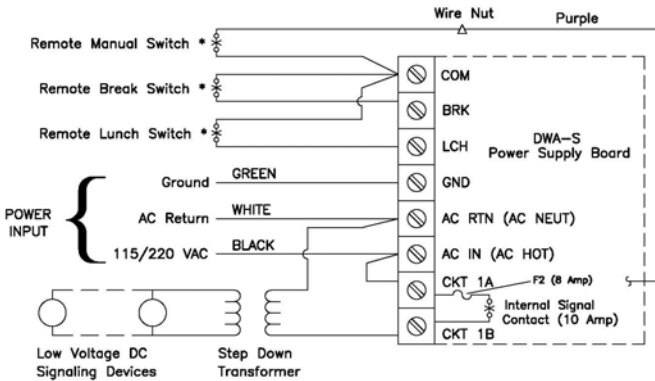 Wire Nut
Purple
Remote Manual Switch *
COM
Remote Break Switch *
BRK
Remote Lunch Switch *
LCH
DWA-S
Power Supply Board
Ground
GREEN
GND
POWER
INPUT
AC Return
WHITE
AC RTN (AC NEUT)
115/220 VAC
BLACK
AC IN (AC HOT)
CKT 1A
F2 (8 Amp)
Internal Signal
Contact (10 Amp)
CKT 1B
Low Voltage DC
Signaling Devices
Step Down
Transformer